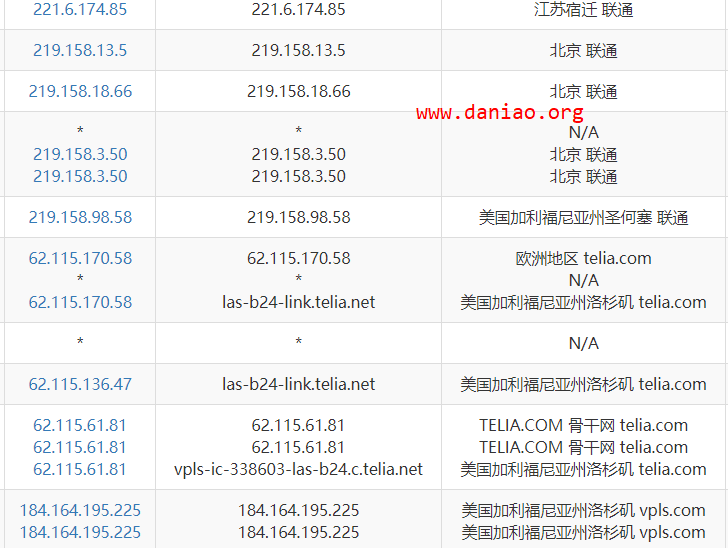 221.6.174.85 221.6.174.85 江苏宿迁 联通
219.158.13.5 219.158.13.5 北京 联通
219.158.18.66 219.158.18.66 北京 联通
www.daniao.org
* * N/A
219.158.3.50 219.158.3.50 北京 联通
219.158.3.50 219.158.3.50 北京 联通
219.158.98.58 219.158.98.58 美国加利福尼亚州圣何塞 联通
62.115.170.58 62.115.170.58 欧洲地区 telia.com
* * N/A
62.115.170.58 las-b24-link.telia.net 美国加利福尼亚州洛杉矶 telia.com
* * N/A
62.115.136.47 las-b24-link.telia.net 美国加利福尼亚州洛杉矶 telia.com
62.115.61.81 62.115.61.81 TELIA.COM 骨干网 telia.com
62.115.61.81 62.115.61.81 TELIA.COM 骨干网 telia.com
62.115.61.81 vpls-ic-338603-las-b24.c.telia.net 美国加利福尼亚州洛杉矶 telia.com
184.164.195.225 184.164.195.225 美国加利福尼亚州洛杉矶 vpls.com
184.164.195.225 184.164.195.225 美国加利福尼亚州洛杉矶 vpls.com